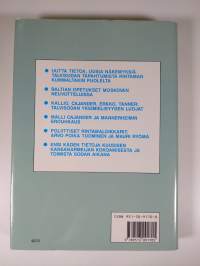 UUTTA TIETOA, UUSIA NÄKEMYKSIÄ
TALVISODAN TAPAHTUMISTA RINTAMAN
KUMMALTAKIN PUOLELTA
BALTIAN OPETUKSET MOSKOVAN
NEUVOTTELUISSA
KALLIO, CAJANDER, ERKKO, TANNER:
TALVISODAN YKSIMIELISYYDEN LUOJAT
MALLI CAJANDER JA MANNERHEIMIN
EROUHKAUS
POLIITTISET RINTAMALOIKKARIT:
ARVO POIKA TUOMINEN JA MAURI RYÖMÄ
ENSI KÄDEN TIETOJA KUUSISEN
KANSANARMEIJAN KOKOAMISESTA JA
TOIMISTA SODAN AIKANA